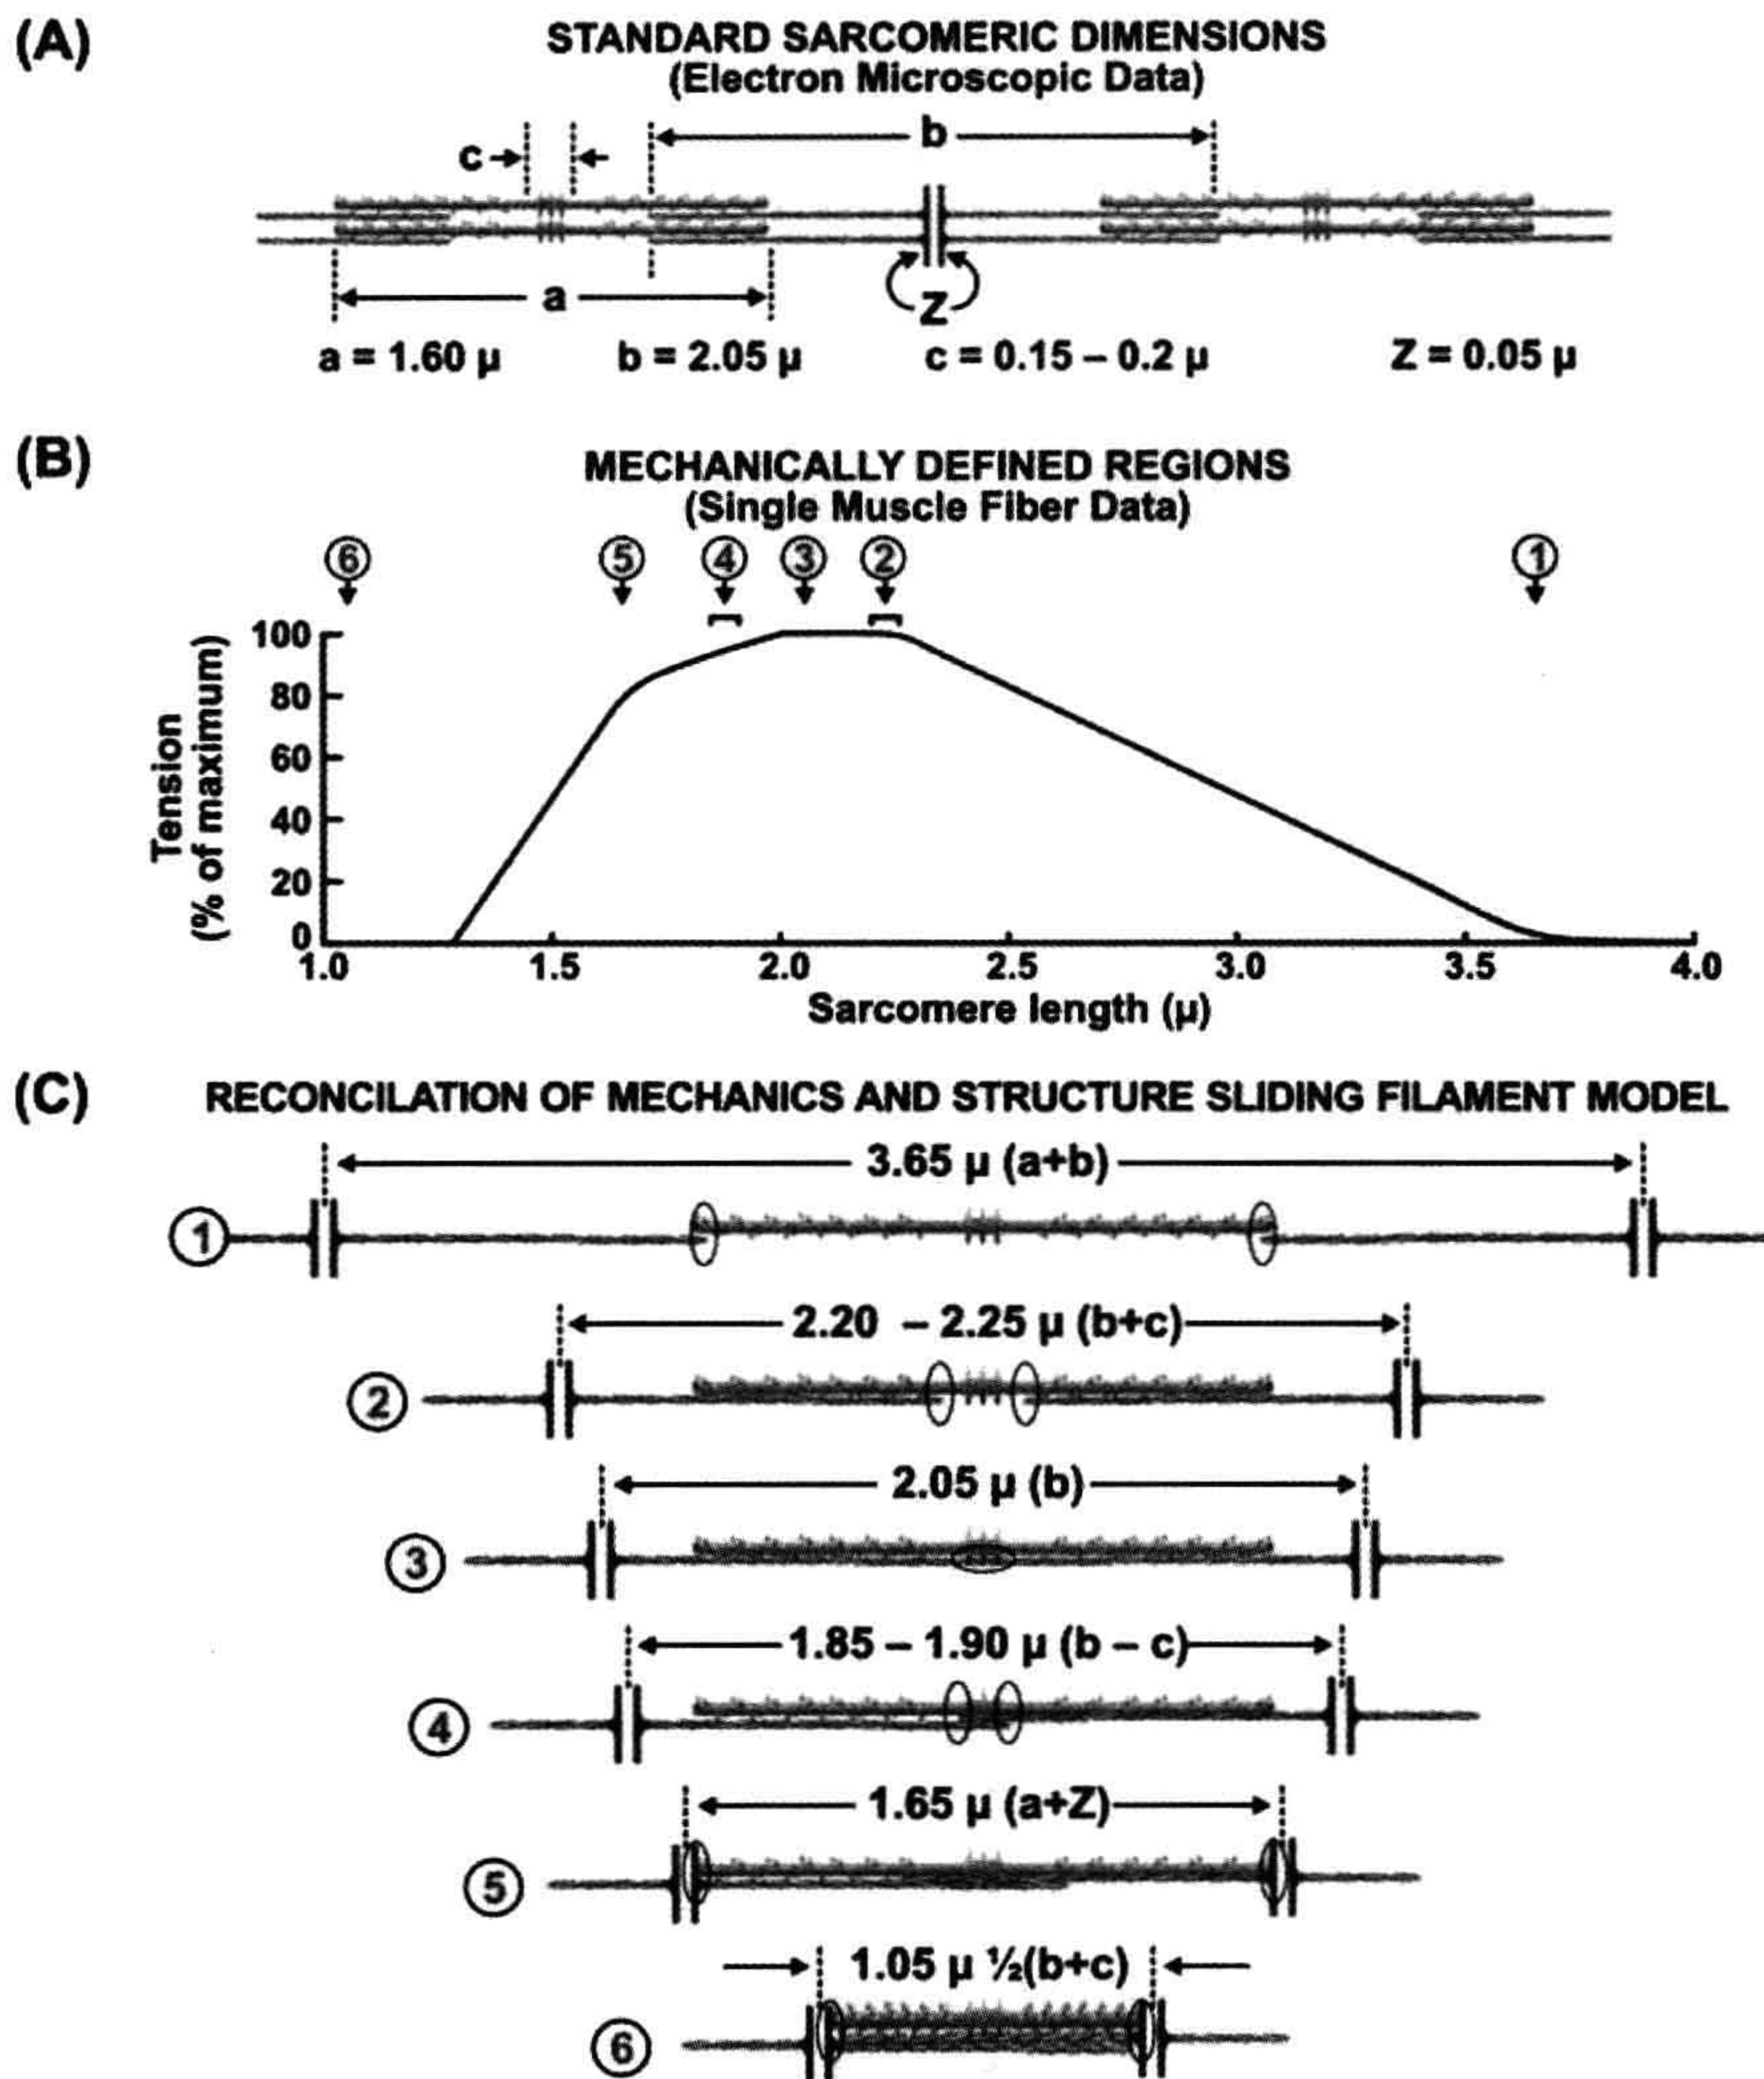 (A)
STANDARD SARCOMERIC DIMENSIONS
(Electron Microscopic Data)
b
c
Z
a
a = 1.60 μ b = 2.05 μ c = 0.15 – 0.2 μ Z = 0.05 μ
(B)
MECHANICALLY DEFINED REGIONS
(Single Muscle Fiber Data)
6 5 4 3 2 1
Tension
(% of maximum)
100
80
60
40
20
0
1.0 1.5 2.0 2.5 3.0 3.5 4.0
Sarcomere length (μ)
(C)
RECONCILATION OF MECHANICS AND STRUCTURE SLIDING FILAMENT MODEL
3.65 μ (a+b)
1
2.20 – 2.25 μ (b+c)
2
2.05 μ (b)
3
1.85 – 1.90 μ (b – c)
4
1.65 μ (a+Z)
5
1.05 μ ½(b+c)
6